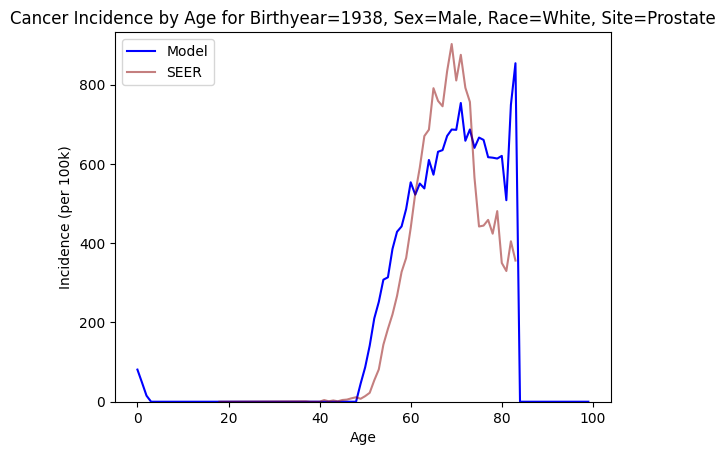 Cancer Incidence by Age for Birthyear=1938, Sex=Male, Race=White, Site=Prostate
Model
SEER
800
600
400
200
0
Incidence (per 100k)
0 20 40 60 80 100
Age